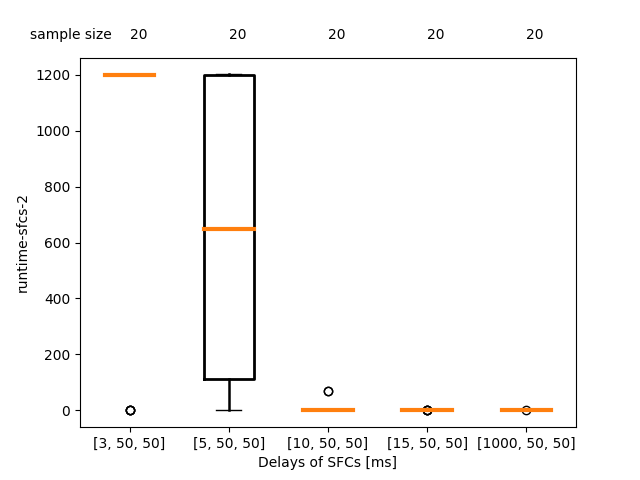 sample size 20 20 20 20 20
1200
1000
800
600
400
200
0
runtime-sfcs-2
[3, 50, 50] [5, 50, 50] [10, 50, 50] [15, 50, 50] [1000, 50, 50]
Delays of SFCs [ms]